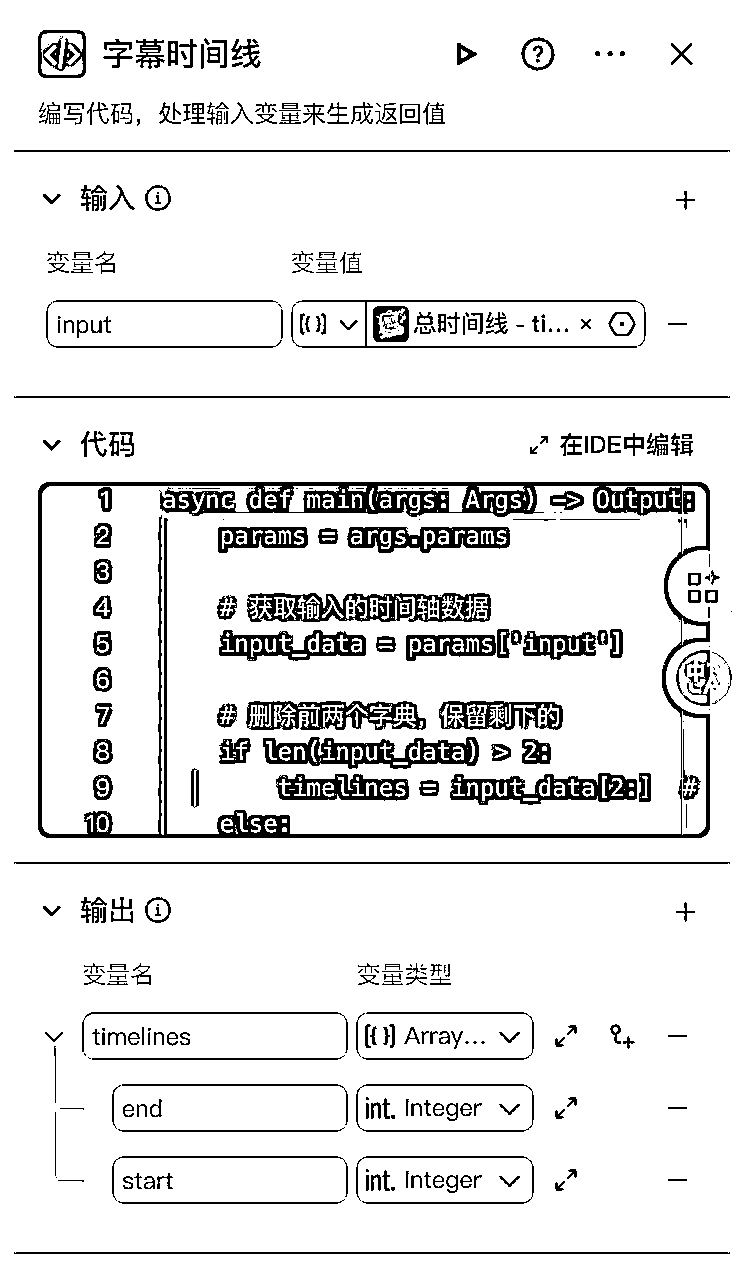 字幕时间线
编写代码，处理输入变量来生成返回值
输入
变量名 变量值
input 总时间线 - ti... ×
代码 在IDE中编辑
1 async def main(args: Args) -> Output:
2 params = args.params
3
4 # 获取输入的时间轴数据
5 input_data = params['input']
6
7 # 删除前两个字典，保留剩下的
8 if len(input_data) > 2:
9 timelines = input_data[2:] #
10 else:
输出
变量名 变量类型
timelines [{}] Array...
end int. Integer
start int. Integer